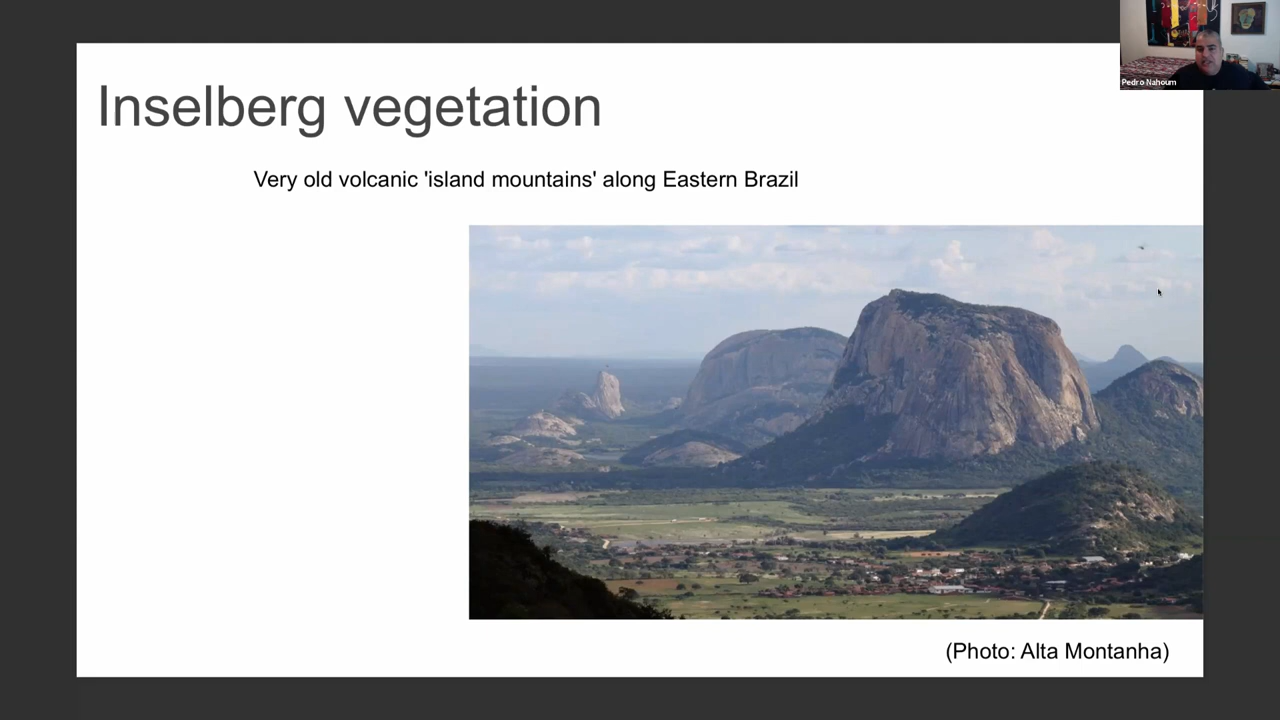 Pedro Nahoum
Inselberg vegetation
Very old volcanic 'island mountains' along Eastern Brazil
(Photo: Alta Montanha)